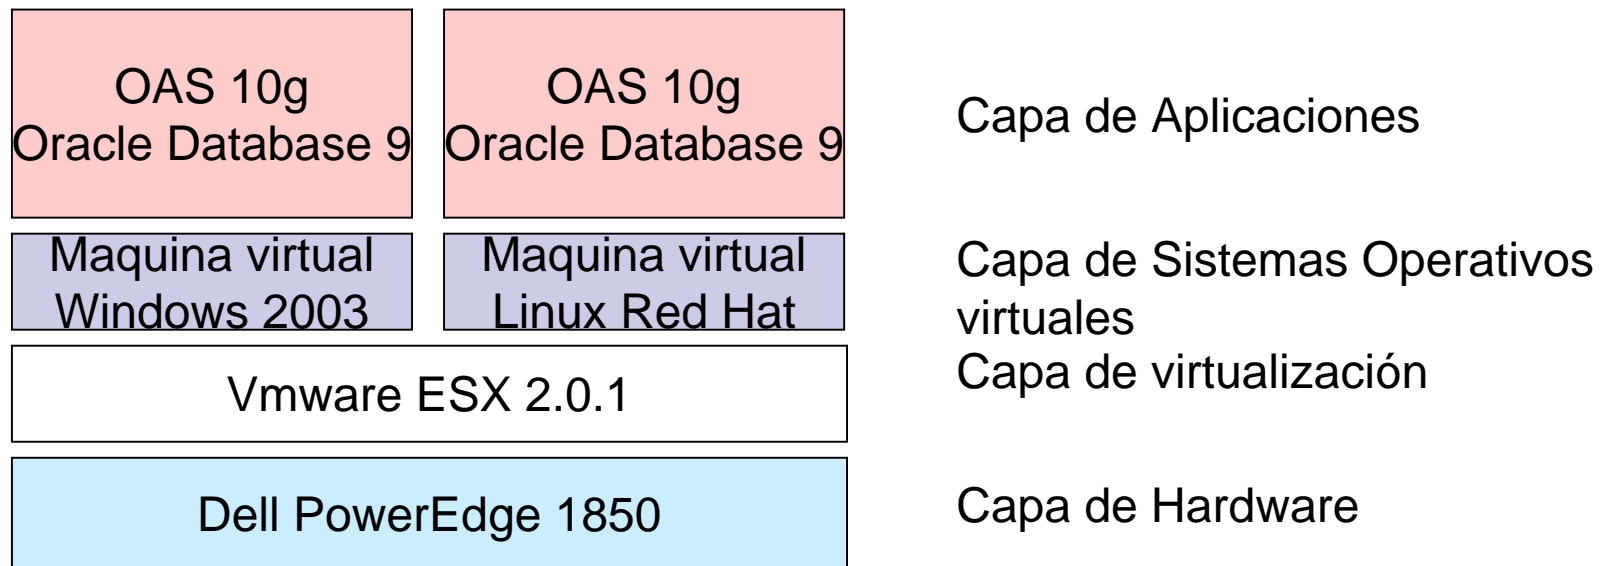 OAS 10g
Oracle Database 9
OAS 10g
Oracle Database 9
Capa de Aplicaciones
Maquina virtual
Windows 2003
Maquina virtual
Linux Red Hat
Capa de Sistemas Operativos
virtuales
Vmware ESX 2.0.1
Capa de virtualización
Dell PowerEdge 1850
Capa de Hardware